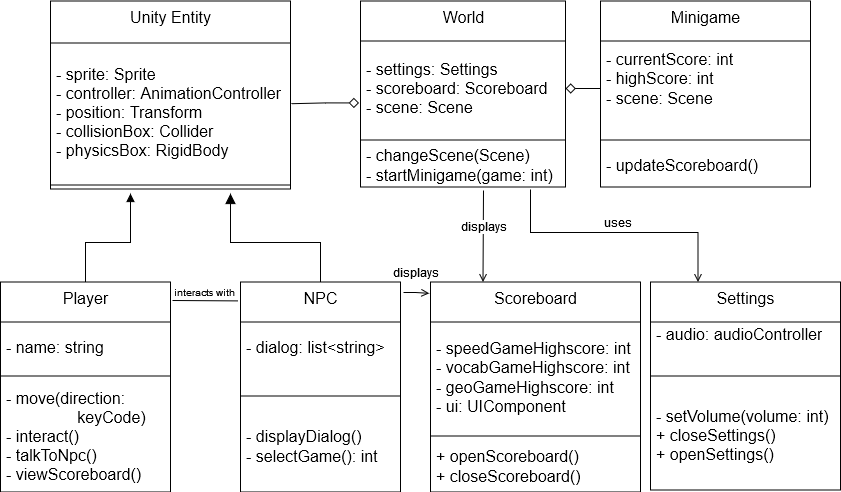 Unity Entity
- sprite: Sprite
- controller: AnimationController
- position: Transform
- collisionBox: Collider
- physicsBox: RigidBody
World
- settings: Settings
- scoreboard: Scoreboard
- scene: Scene
- changeScene(Scene)
- startMinigame(game: int)
Minigame
- currentScore: int
- highScore: int
- scene: Scene
- updateScoreboard()
displays
uses
interacts with
displays
Player
- name: string
- move(direction:
keyCode)
- interact()
- talkToNpc()
- viewScoreboard()
NPC
- dialog: list<string>
- displayDialog()
- selectGame(): int
Scoreboard
- speedGameHighscore: int
- vocabGameHighscore: int
- geoGameHighscore: int
- ui: UIComponent
+ openScoreboard()
+ closeScoreboard()
Settings
- audio: audioController
- setVolume(volume: int)
+ closeSettings()
+ openSettings()